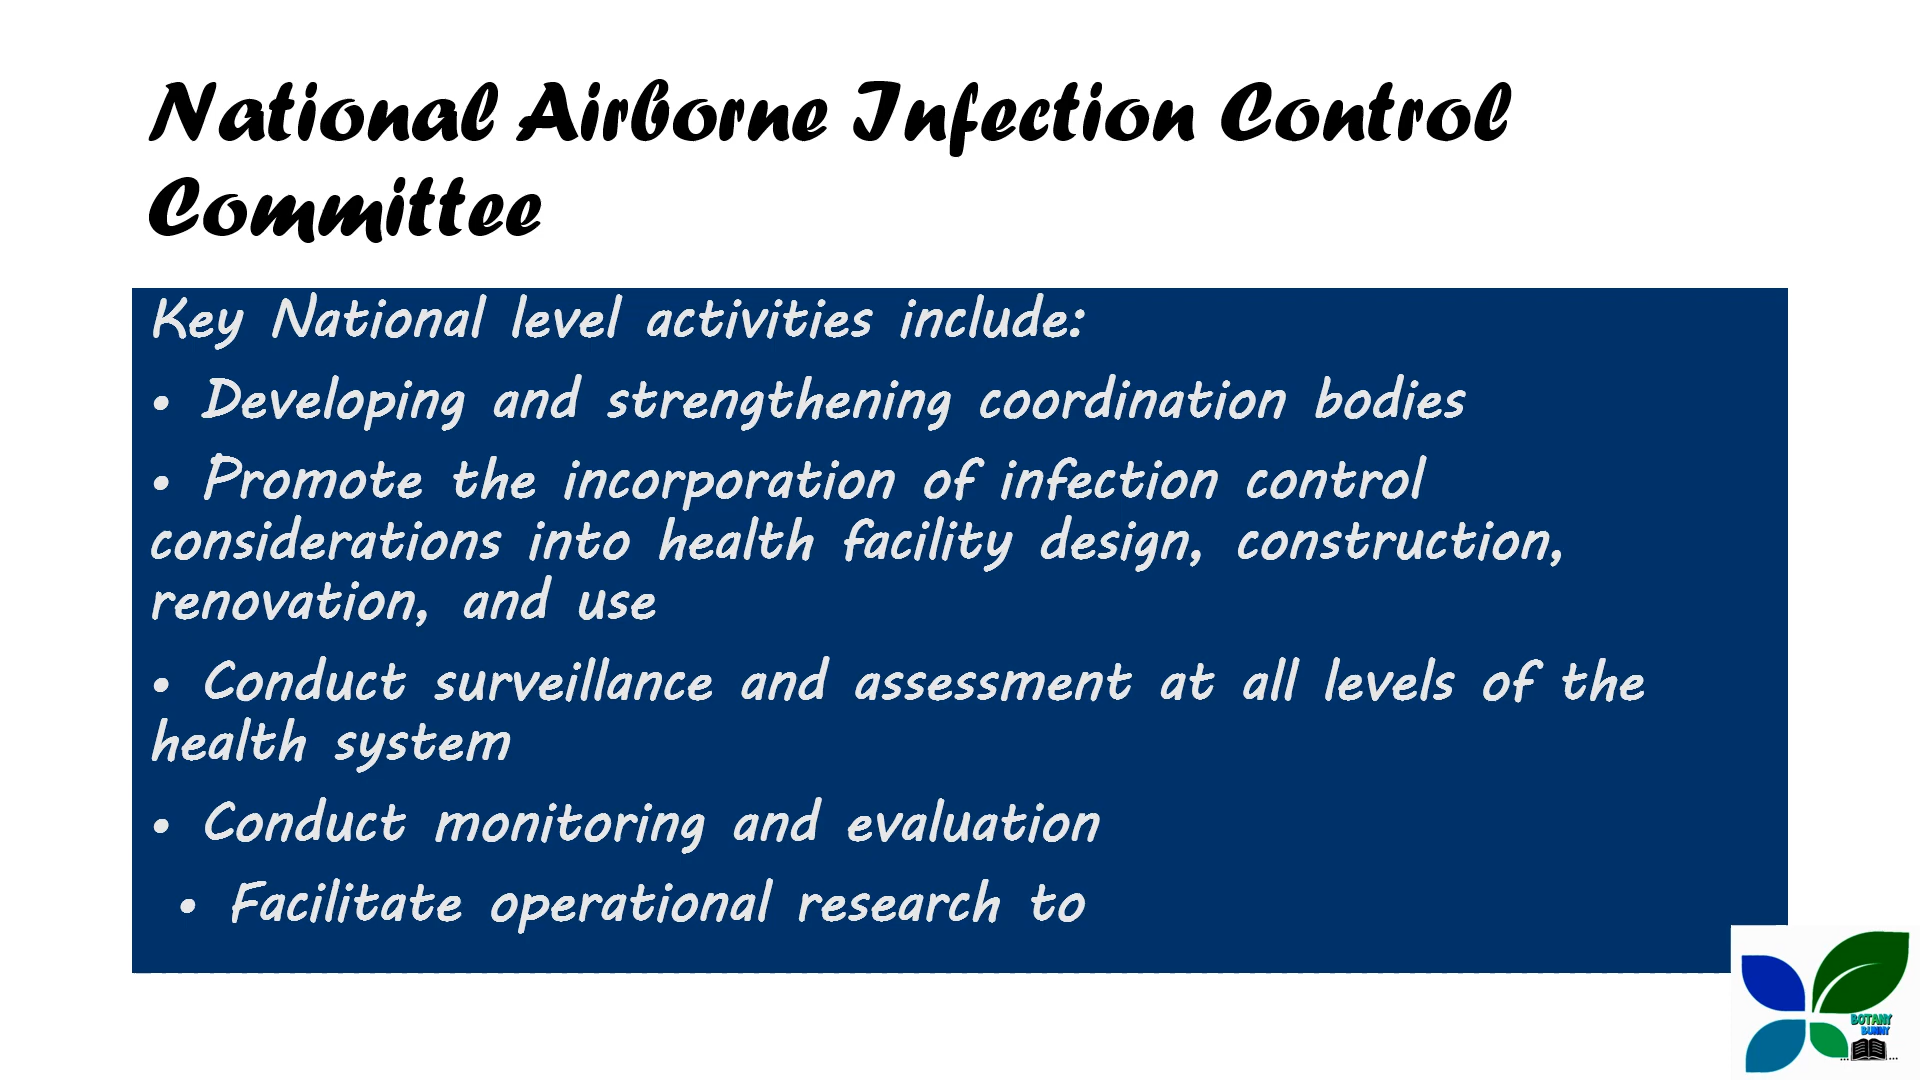 National Airborne Infection Control
Committee
Key National level activities include:
• Developing and strengthening coordination bodies
• Promote the incorporation of infection control
considerations into health facility design, construction,
renovation, and use
• Conduct surveillance and assessment at all levels of the
health system
• Conduct monitoring and evaluation
• Facilitate operational research to
BOTANY
BUNNY